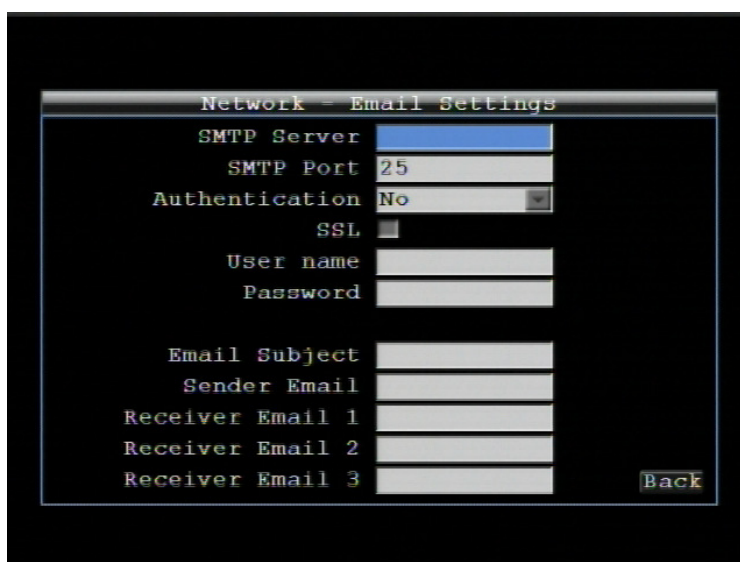 Network - Email Settings
SMTP Server
SMTP Port 25
Authentication No
SSL
User name
Password
Email Subject
Sender Email
Receiver Email 1
Receiver Email 2
Receiver Email 3
Back